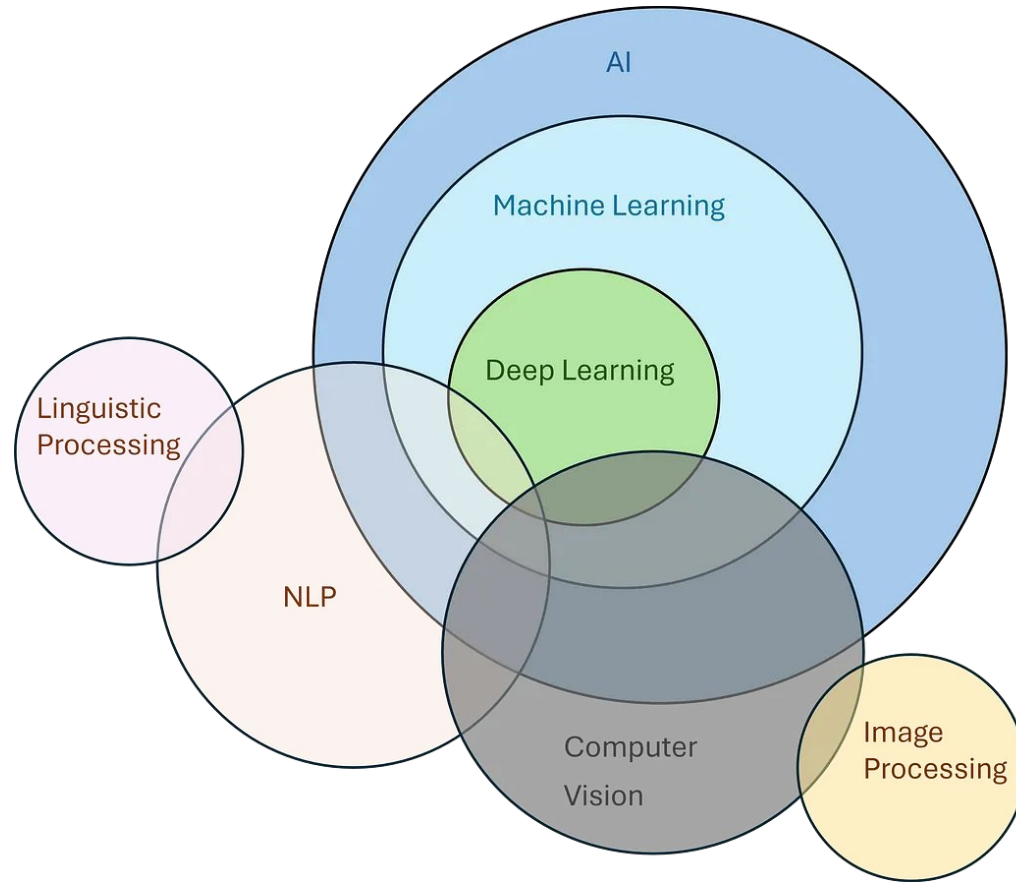 AI
Machine Learning
Deep Learning
Linguistic
Processing
NLP
Computer
Vision
Image
Processing